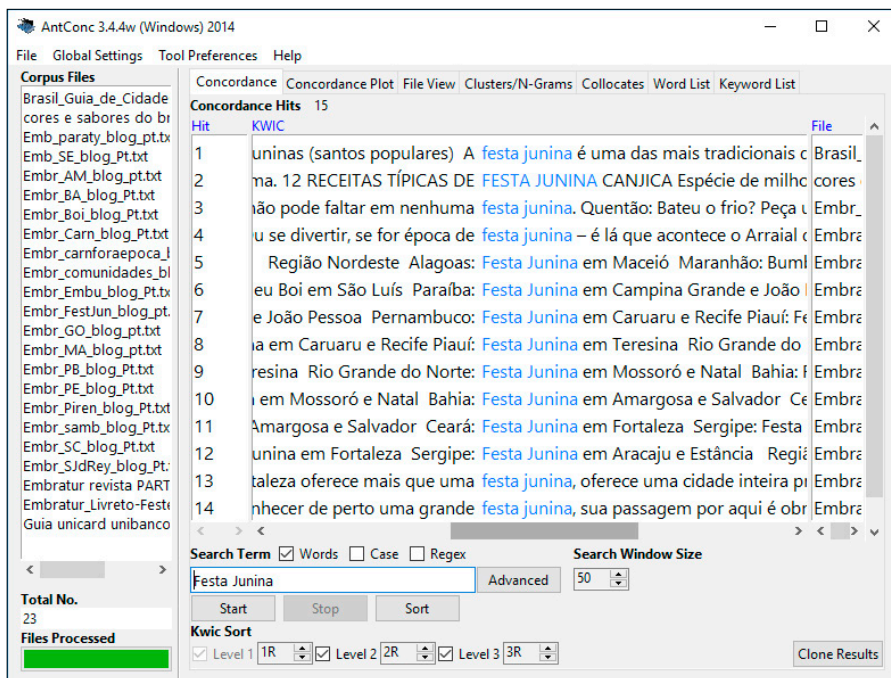 AntConc 3.4.4w (Windows) 2014
File Global Settings Tool Preferences Help
Corpus Files
Brasil_Guia_de_Cidade
cores e sabores do br
Emb_paraty_blog_pt.tx
Emb_SE_blog_Pt.txt
Embr_AM_blog_pt.txt
Embr_BA_blog_Pt.txt
Embr_Boi_blog_Pt.txt
Embr_Carn_blog_Pt.txt
Embr_carnforaepoca_b
Embr_comunidades_bl
Embr_Embu_blog_Pt.tx
Embr_FestJun_blog_pt.
Embr_GO_blog_pt.txt
Embr_MA_blog_pt.txt
Embr_PB_blog_Pt.txt
Embr_PE_blog_Pt.txt
Embr_Piren_blog_Pt.txt
Embr_samb_blog_Pt.txt
Embr_SC_blog_Pt.txt
Embr_SJdRey_blog_Pt.
Embratur revista PART
Embratur_Livreto-Feste
Guia unicard unibanco
Total No.
23
Files Processed
Concordance Concordance Plot File View Clusters/N-Grams Collocates Word List Keyword List
Concordance Hits 15
Hit KWIC File
1 uninas (santos populares) A festa junina é uma das mais tradicionais c Brasil_
2 ma. 12 RECEITAS TÍPICAS DE FESTA JUNINA CANJICA Espécie de milho cores
3 não pode faltar em nenhuma festa junina. Quentão: Bateu o frio? Peça u Embr_
4 u se divertir, se for época de festa junina – é lá que acontece o Arraial d Embra
5 Região Nordeste Alagoas: Festa Junina em Maceió Maranhão: Bum Embra
6 eu Boi em São Luís Paraíba: Festa Junina em Campina Grande e João Embra
7 e João Pessoa Pernambuco: Festa Junina em Caruaru e Recife Piauí: Fe Embra
8 a em Caruaru e Recife Piauí: Festa Junina em Teresina Rio Grande do Embra
9 resina Rio Grande do Norte: Festa Junina em Mossoró e Natal Bahia: F Embra
10 em Mossoró e Natal Bahia: Festa Junina em Amargosa e Salvador Ce Embra
11 Amargosa e Salvador Ceará: Festa Junina em Fortaleza Sergipe: Festa Embra
12 unina em Fortaleza Sergipe: Festa Junina em Aracaju e Estância Regi Embra
13 taleza oferece mais que uma festa junina, oferece uma cidade inteira pr Embra
14 nhecer de perto uma grande festa junina, sua passagem por aqui é obr Embra
Search Term Words Case Regex Search Window Size
Festa Junina Advanced 50
Start Stop Sort
Kwic Sort
Level 1 1R Level 2 2R Level 3 3R Clone Results